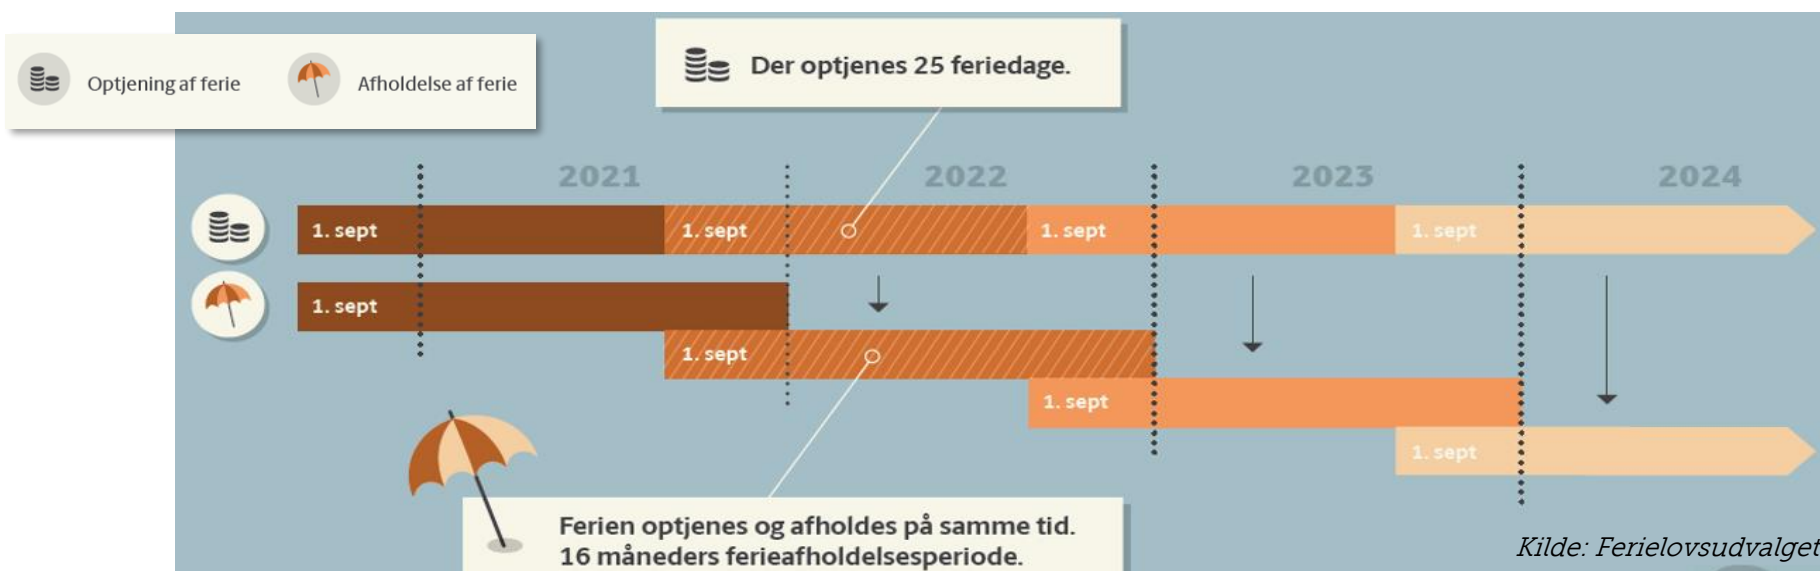 Optjening af ferie
Afholdelse af ferie
Der optjenes 25 feriedage.
2021
2022
2023
2024
1. sept
1. sept
1. sept
1. sept
1. sept
1. sept
1. sept
1. sept
Ferien optjenes og afholdes på samme tid.
16 måneders ferieafholdelsesperiode.
Kilde: Ferielovsudvalget